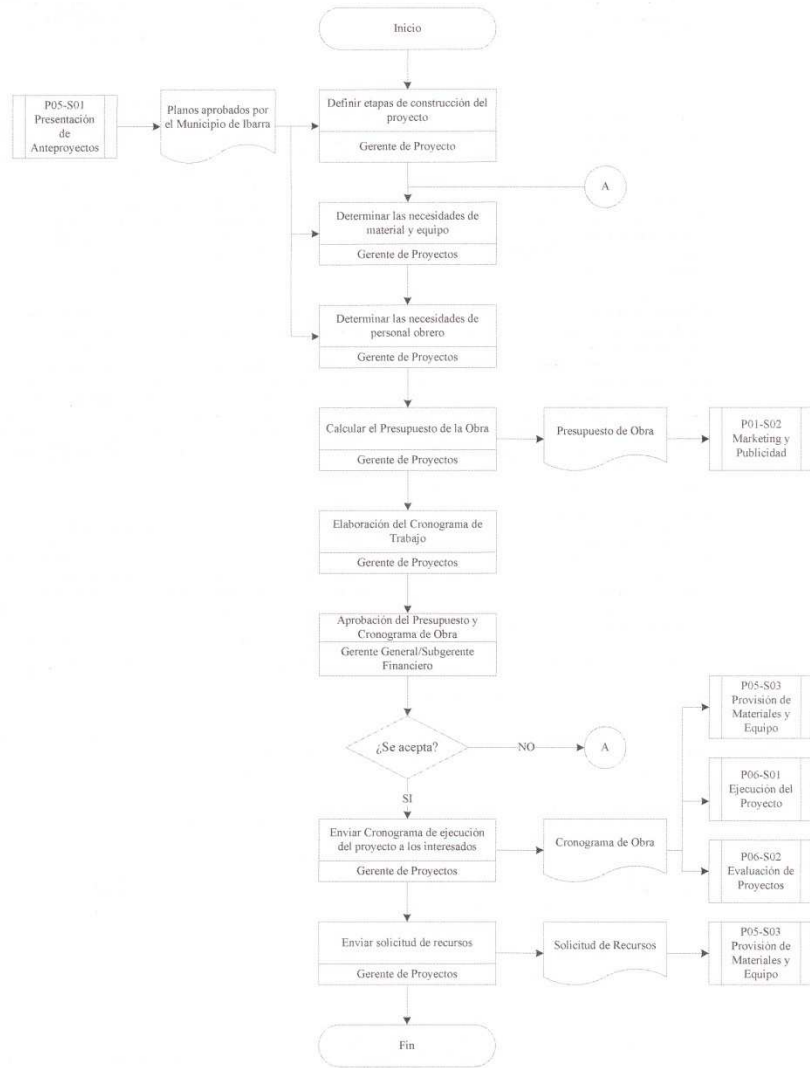 Inicio
P05-S01
Presentación
de
Anteproyectos
Planos aprobados por
el Municipio de Ibarra
Definir etapas de construcción del
proyecto
Gerente de Proyecto
A
Determinar las necesidades de
material y equipo
Gerente de Proyectos
Determinar las necesidades de
personal obrero
Gerente de Proyectos
Calcular el Presupuesto de la Obra
Gerente de Proyectos
Presupuesto de Obra
P01-S02
Marketing y
Publicidad
Elaboración del Cronograma de
Trabajo
Gerente de Proyectos
Aprobación del Presupuesto y
Cronograma de Obra
Gerente General/Subgerente
Financiero
¿Se acepta?
NO
A
SI
P05-S03
Provisión de
Materiales y
Equipo
P06-S01
Ejecución del
Proyecto
Enviar Cronograma de ejecución
del proyecto a los interesados
Gerente de Proyectos
Cronograma de Obra
P06-S02
Evaluación de
Proyectos
Enviar solicitud de recursos
Gerente de Proyectos
Solicitud de Recursos
P05-S03
Provisión de
Materiales y
Equipo
Fin